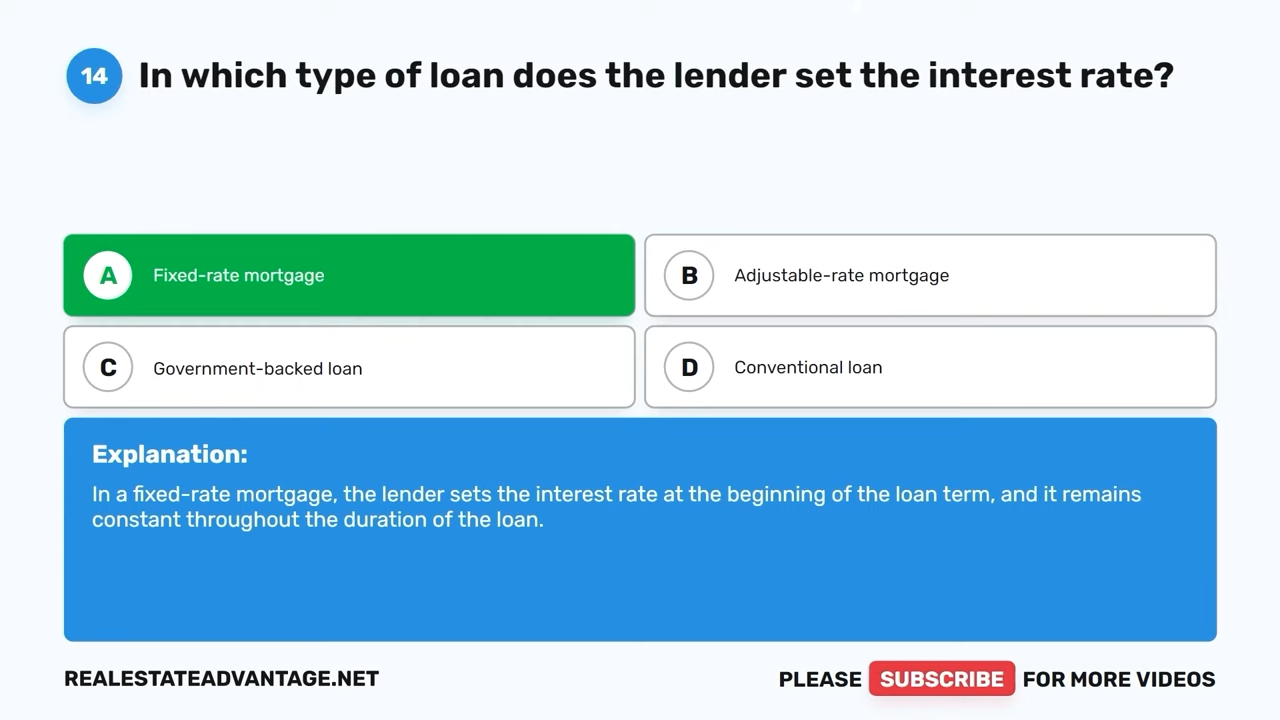 14 In which type of loan does the lender set the interest rate?
A Fixed-rate mortgage
B Adjustable-rate mortgage
C Government-backed loan
D Conventional loan
Explanation:
In a fixed-rate mortgage, the lender sets the interest rate at the beginning of the loan term, and it remains
constant throughout the duration of the loan.
REALESTATEADVANTAGE.NET
PLEASE SUBSCRIBE FOR MORE VIDEOS